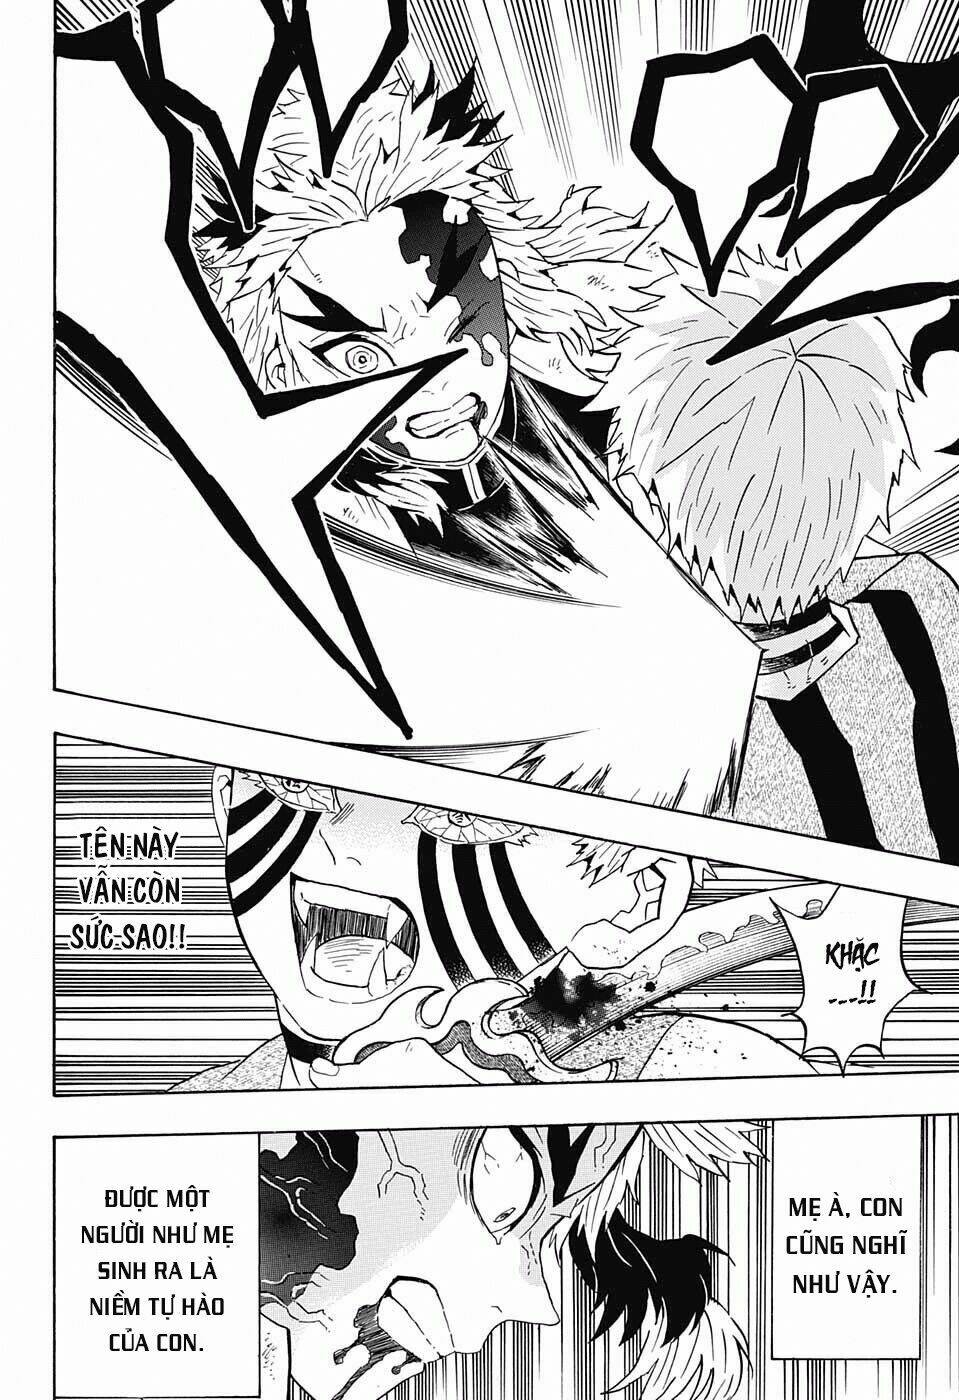 KHẶC
...!!
TÊN NÀY
VẪN CÒN
SỨC SAO!!
MẸ À, CON
CŨNG NGHĨ
NHƯ VẬY.
ĐƯỢC MỘT
NGƯỜI NHƯ MẸ
SINH RA LÀ
NIỀM TỰ HÀO
CỦA CON.